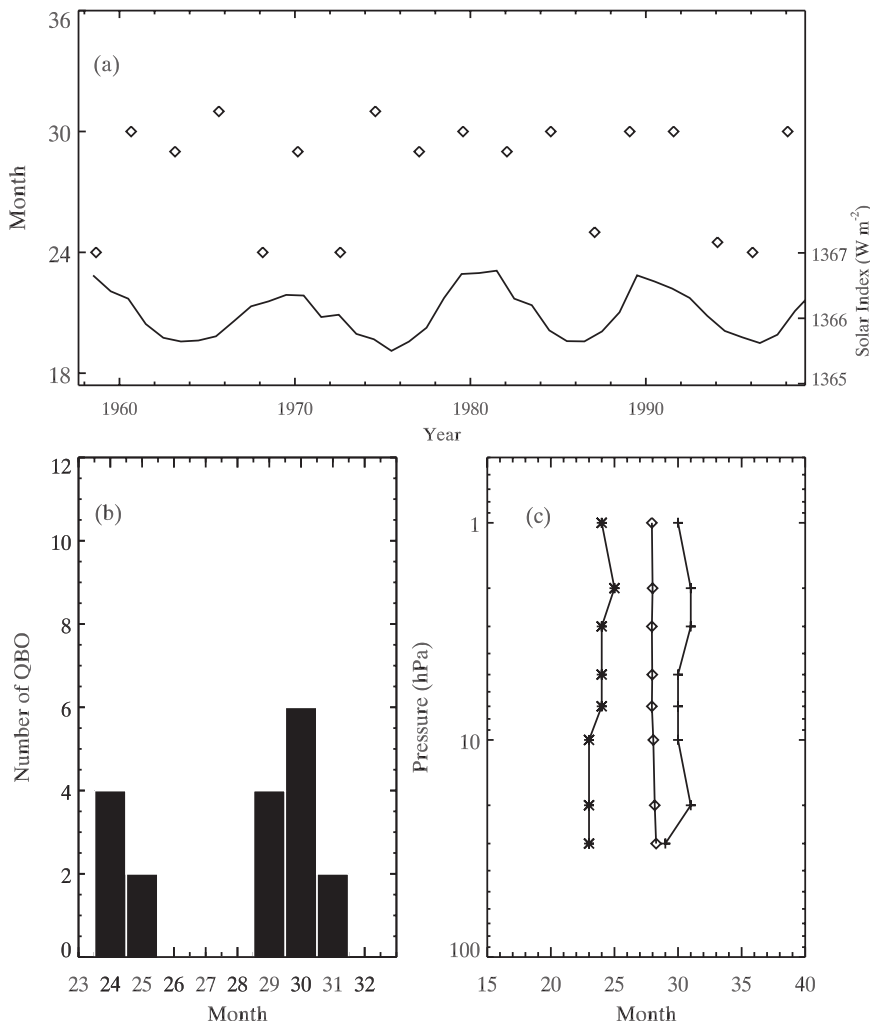 36
(a)
30
Month
24
18
1367
1366
1365
Solar Index (W m-2)
1960 1970 1980 1990
Year
12
(b)
10
8
6
4
2
0
Number of QBO
23 24 25 26 27 28 29 30 31 32
Month
(c)
1
10
100
Pressure (hPa)
15 20 25 30 35 40
Month